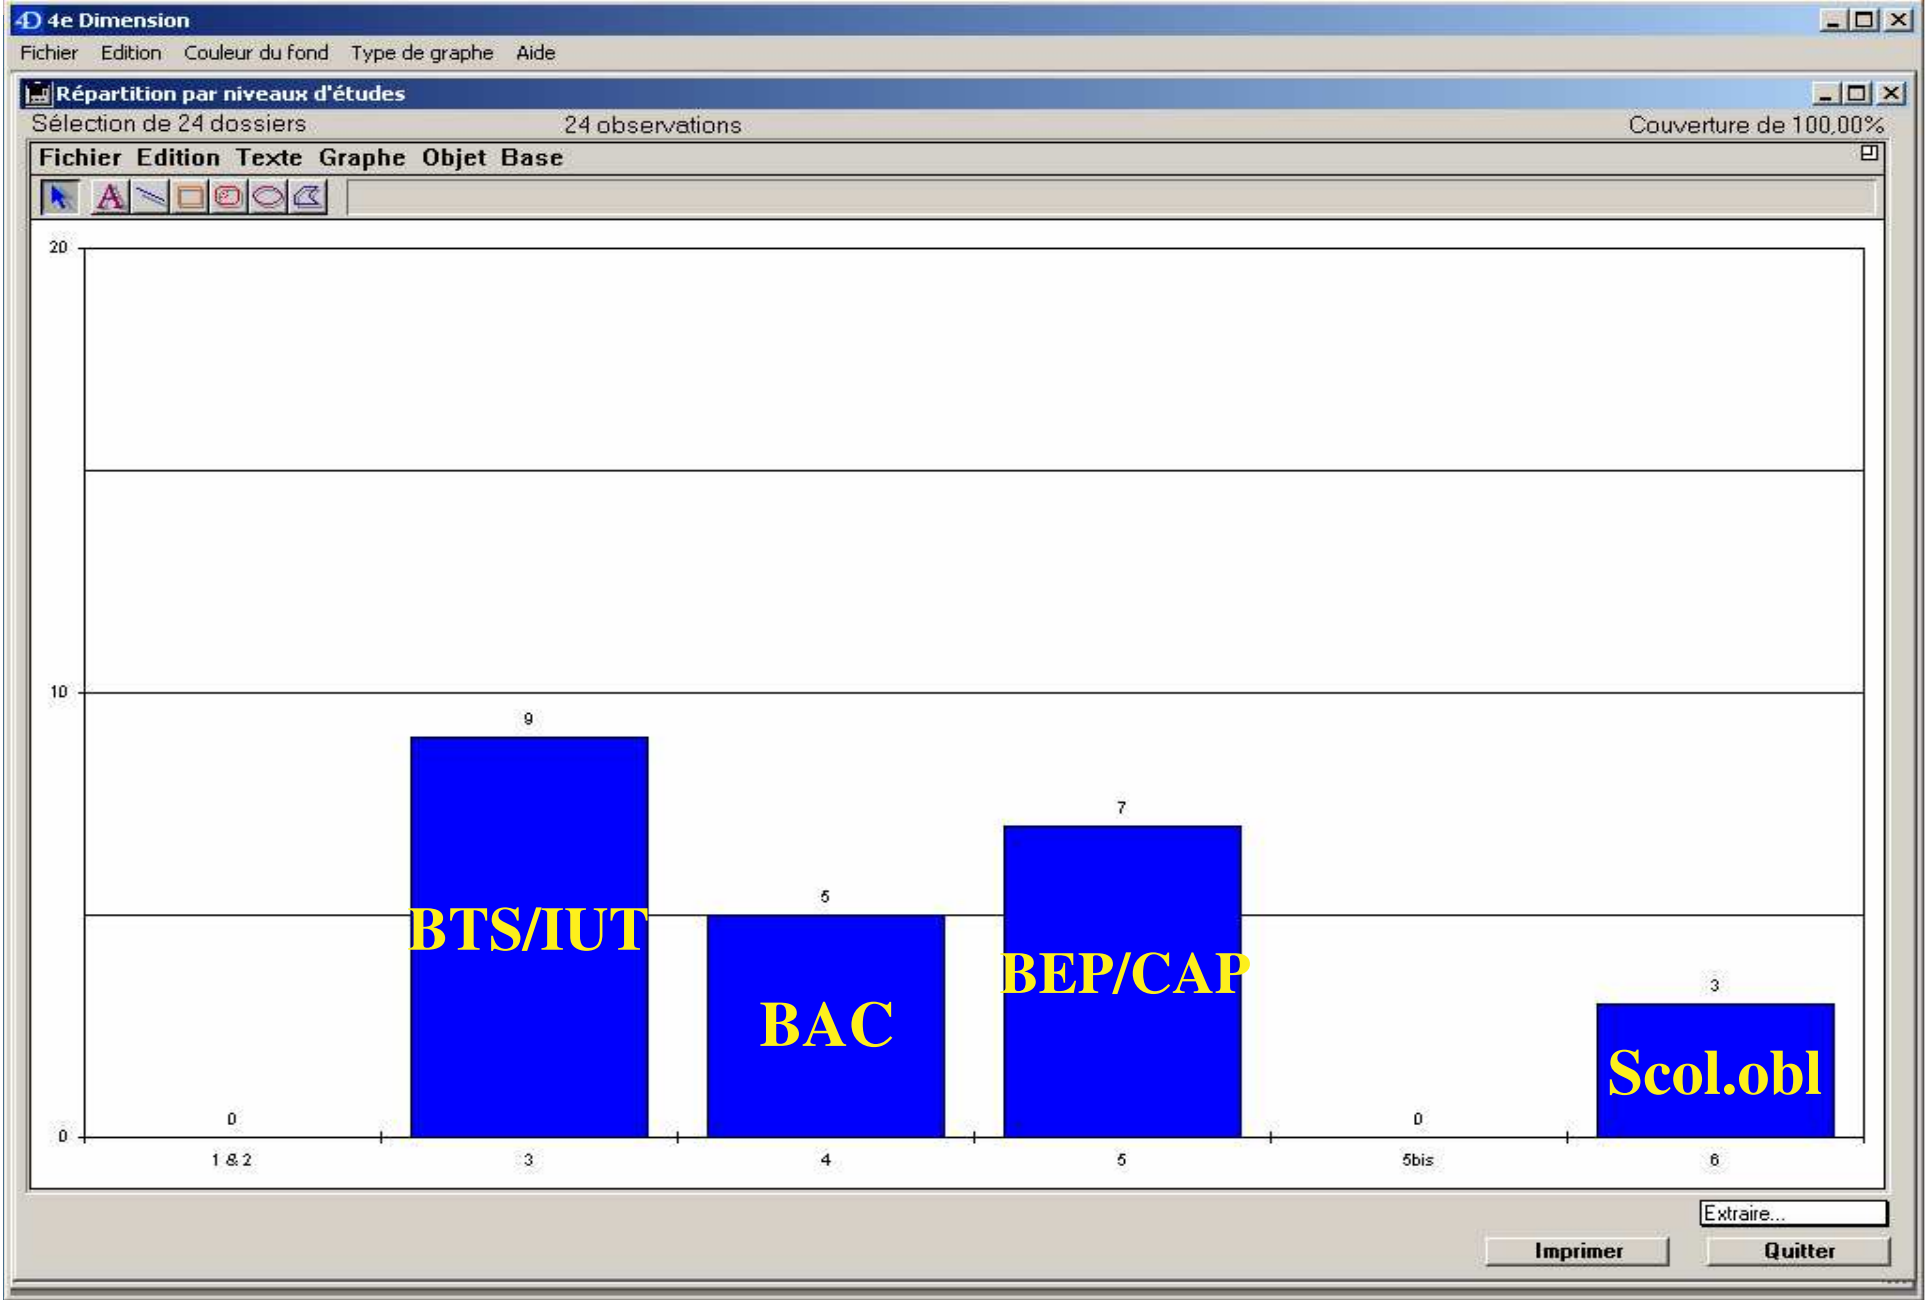 4D 4e Dimension
Fichier Edition Couleur du fond Type de graphe Aide
Répartition par niveaux d'études
Sélection de 24 dossiers 24 observations Couverture de 100,00%
Fichier Edition Texte Graphe Objet Base
A
20
10
9
7
5
BTS/IUT
BEP/CAP
3
BAC
Scol.obl
0 0
0
1 & 2 3 4 5 5bis 6
Extraire...
Imprimer Quitter